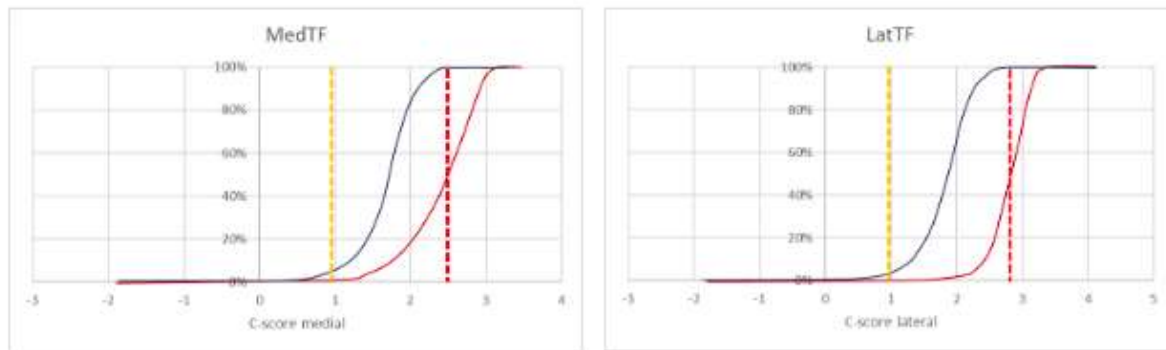 MedTF
100%
80%
60%
40%
20%
0%
-3 -2 -1 0 1 2 3 4
C-score medial
LatTF
100%
80%
60%
40%
20%
0%
-3 -2 -1 0 1 2 3 4 5
C-score lateral